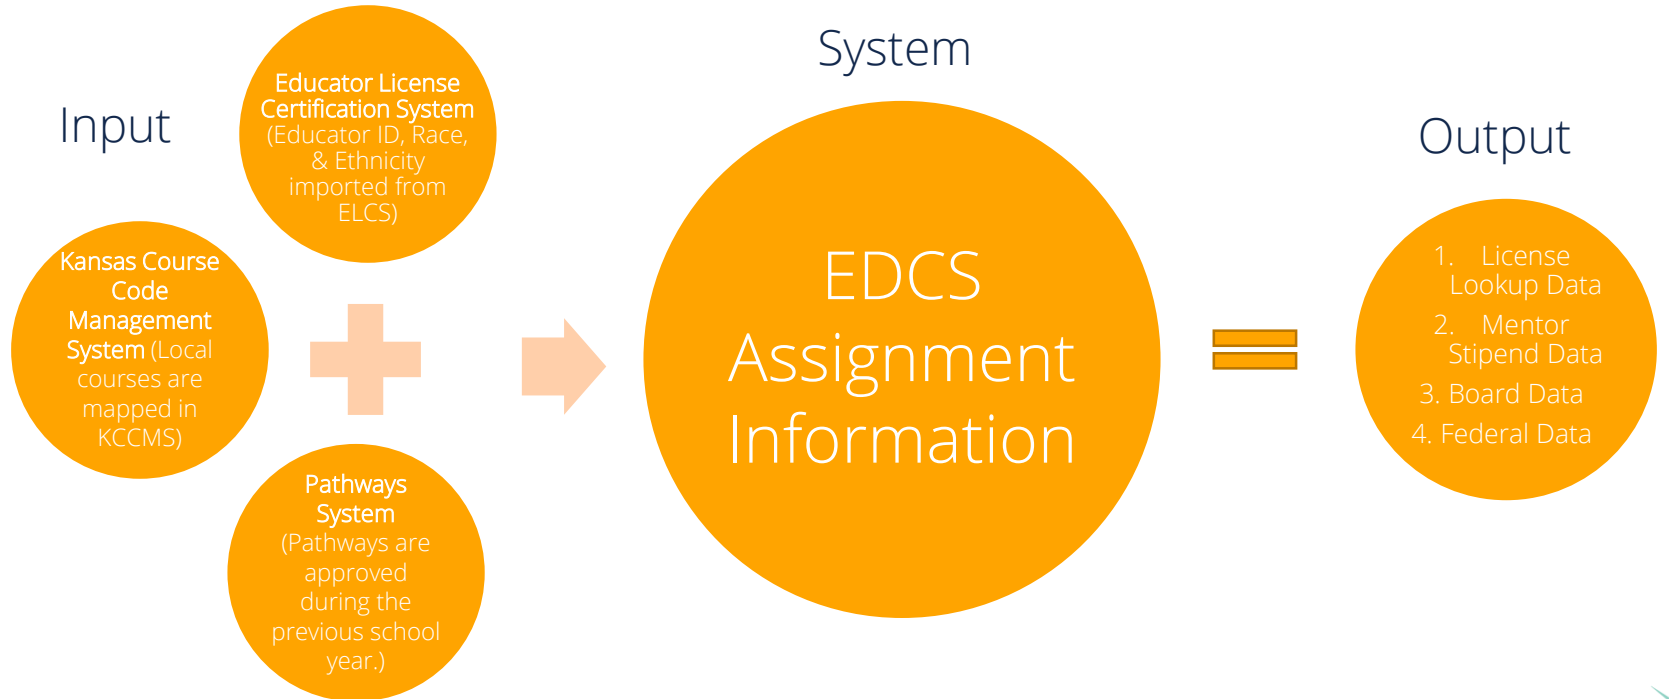 Input
Educator License
Certification System
(Educator ID, Race,
& Ethnicity
imported from
ELCS)
Kansas Course
Code
Management
System (Local
courses are
mapped in
KCCMS)
Pathways
System
(Pathways are
approved
during the
previous school
year.)
System
EDCS
Assignment
Information
Output
1. License
Lookup Data
2. Mentor
Stipend Data
3. Board Data
4. Federal Data